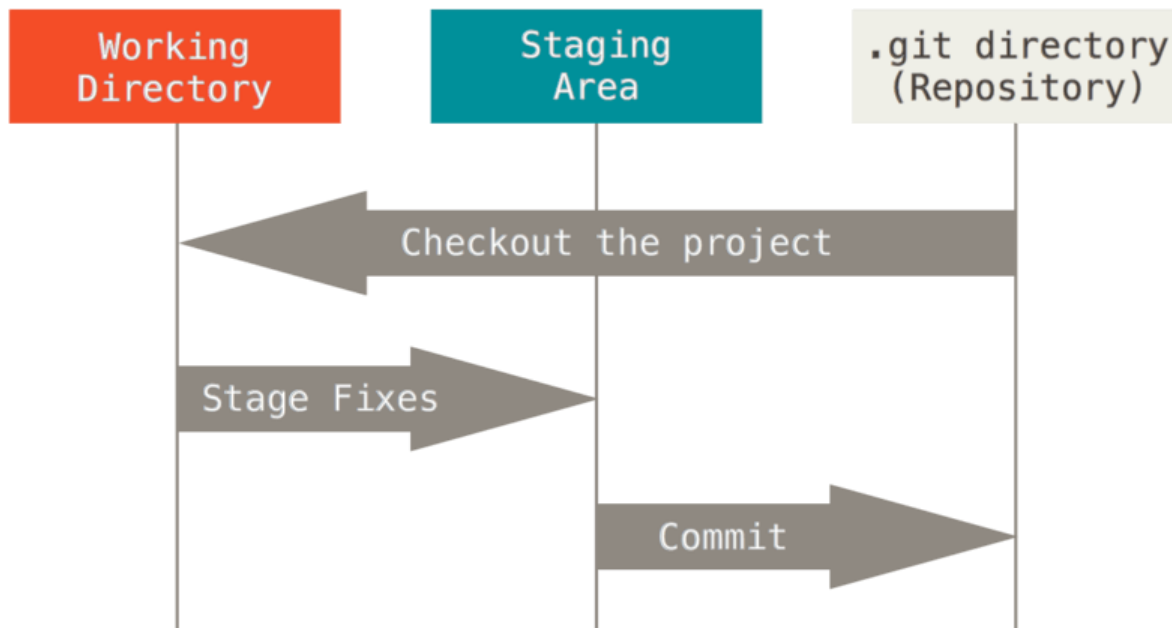 Working
Directory
Staging
Area
.git directory
(Repository)
Checkout the project
Stage Fixes
Commit